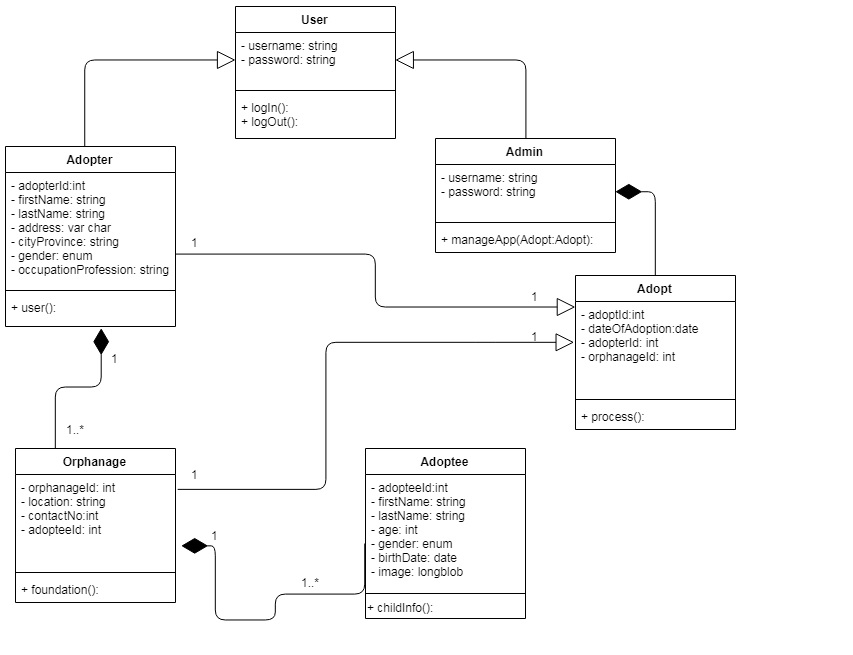 User
- username: string
- password: string
+ logIn():
+ logOut():
Adopter
- adopterId:int
- firstName: string
- lastName: string
- address: var char
- cityProvince: string
- gender: enum
- occupationProfession: string
+ user():
Admin
- username: string
- password: string
+ manageApp(Adopt:Adopt):
1
1
1
1
1..*
Adopt
- adoptId:int
- dateOfAdoption:date
- adopterId: int
- orphanageId: int
+ process():
Orphanage
- orphanageId: int
- location: string
- contactNo:int
- adopteeId: int
+ foundation():
1
1
1..*
Adoptee
- adopteeId:int
- firstName: string
- lastName: string
- age: int
- gender: enum
- birthDate: date
- image: longblob
+ childInfo():